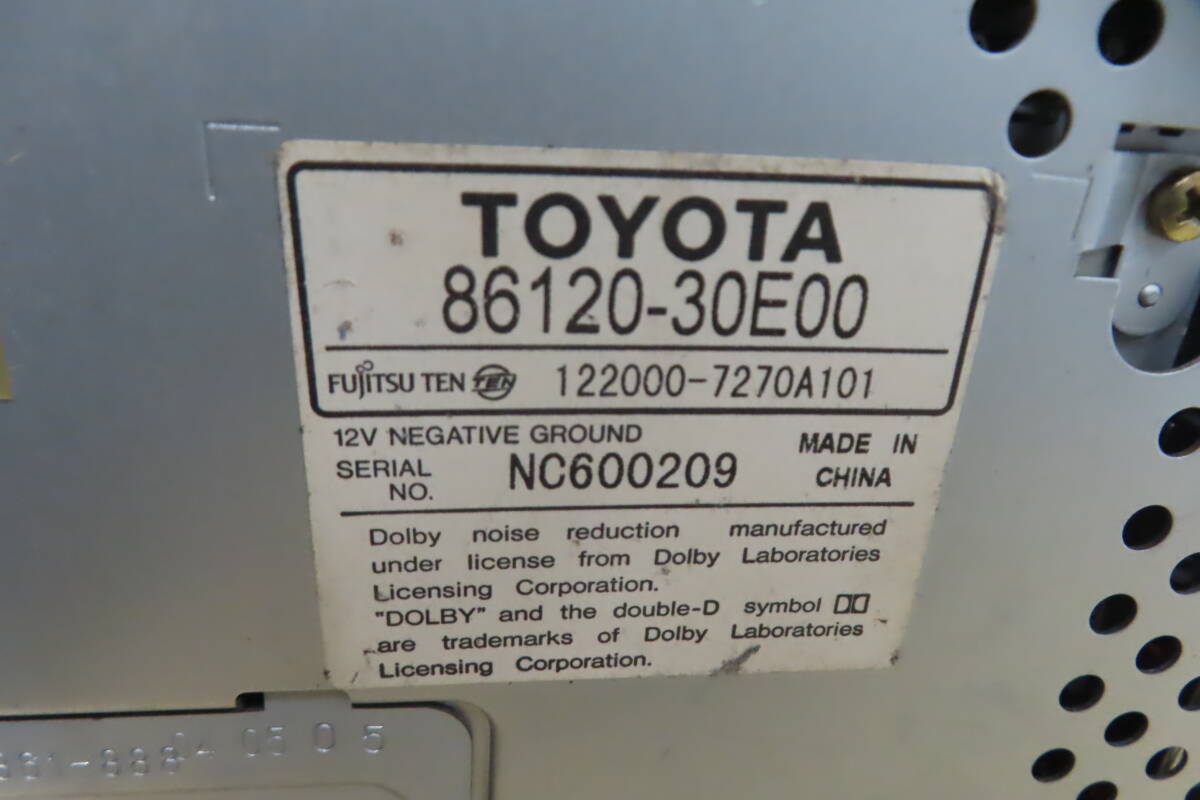 TOYOTA
86120-30E00
FUJITSU TEN TEN 122000-7270A101
12V NEGATIVE GROUND
SERIAL NO. NC600209
MADE IN CHINA
Dolby noise reduction manufactured
under license from Dolby Laboratories
Licensing Corporation.
"DOLBY" and the double-D symbol
are trademarks of Dolby Laboratories
Licensing Corporation.
0505